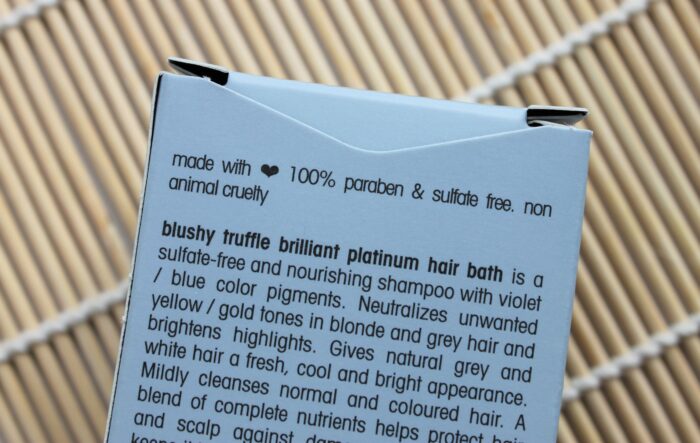 made with ❤ 100% paraben & sulfate free. non
animal cruelty
blushy truffle brilliant platinum hair bath is a
sulfate-free and nourishing shampoo with violet
/ blue color pigments. Neutralizes unwanted
yellow / gold tones in blonde and grey hair and
brightens highlights. Gives natural grey and
white hair a fresh, cool and bright appearance.
Mildly cleanses normal and coloured hair. A
blend of complete nutrients helps protect hair
and scalp against